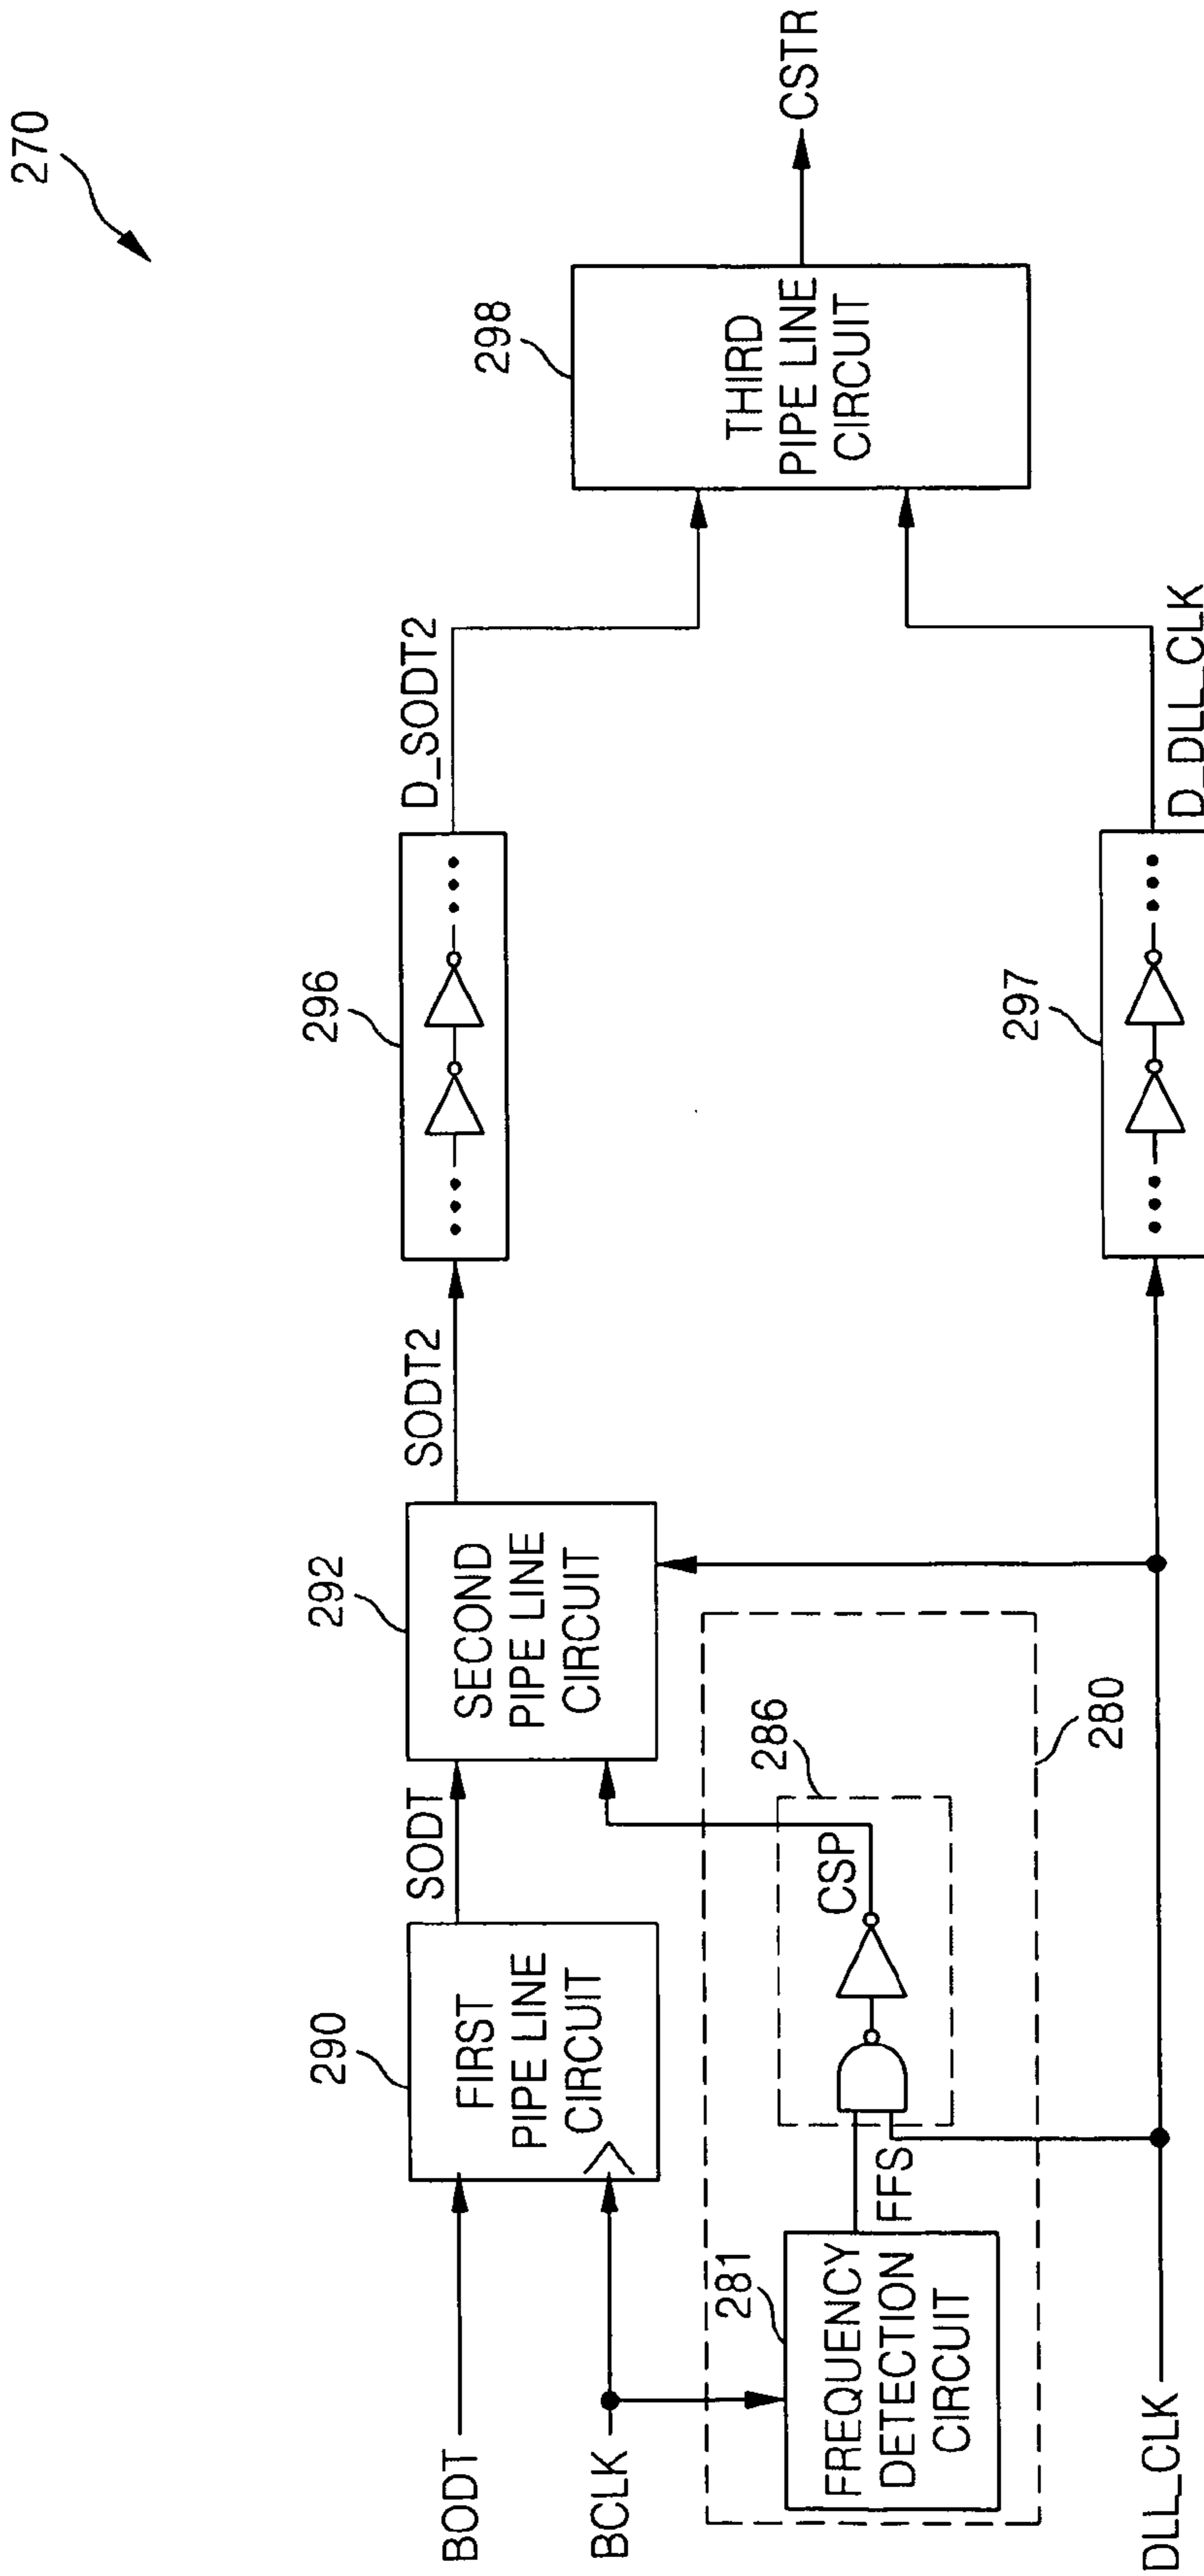 270
BODT
BCLK
DLL_CLK
290
FIRST
PIPE LINE
CIRCUIT
SODT
292
SECOND
PIPE LINE
CIRCUIT
SODT2
296
D_SODT2
298
THIRD
PIPE LINE
CIRCUIT
CSTR
281
FREQUENCY
DETECTION
CIRCUIT
FFS
286
CSP
280
297
D_DLL_CLK